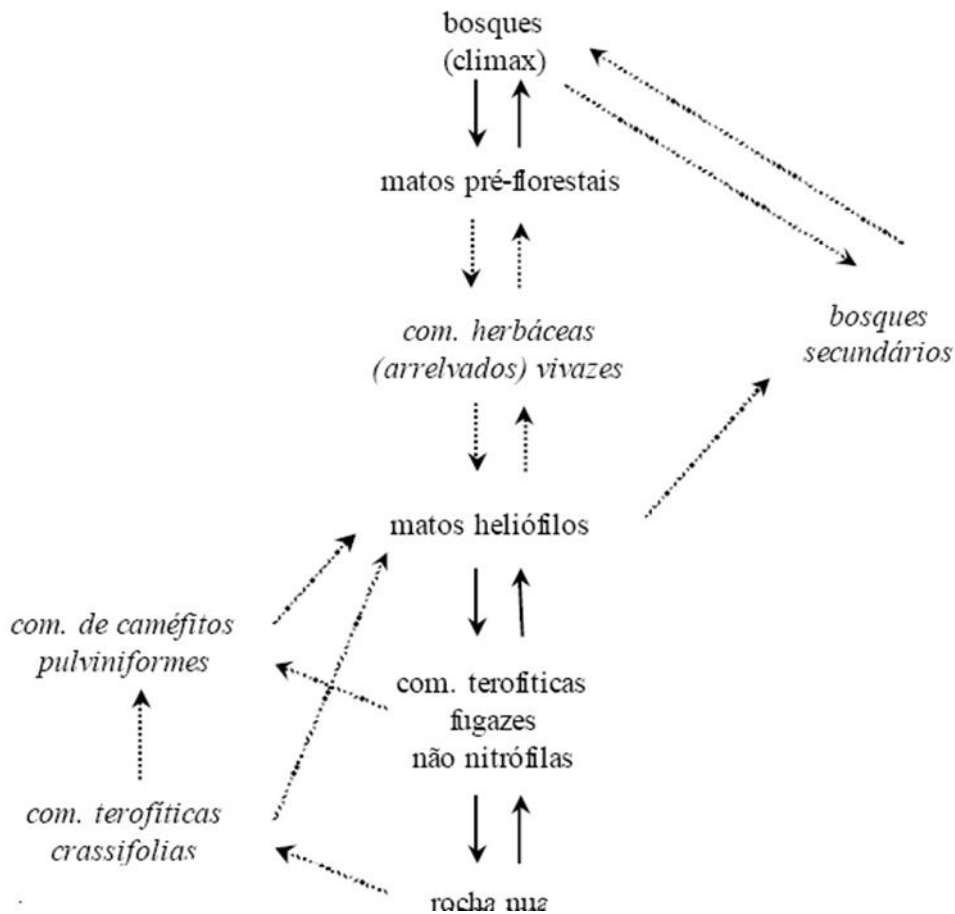 bosques
(climax)
matos pré-florestais
com. herbáceas
(arrelvados) vivazes
bosques
secundários
matos heliófilos
com. de caméfitos
pulviniformes
com. terofíticas
fugazes
não nitrófilas
com. terofíticas
crassifolias
rocha nua